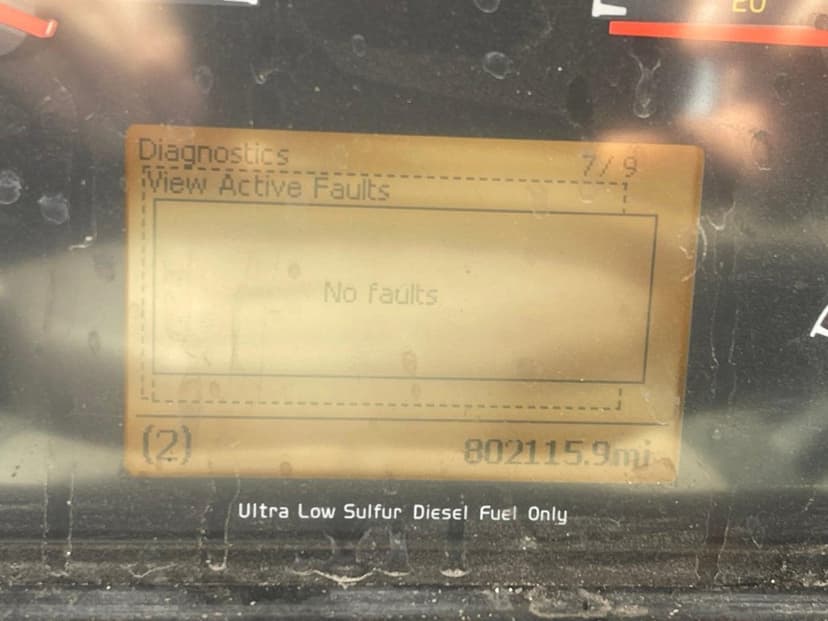 Diagnostics 7/9
View Active Faults
No faults
(2) 802115.9mi
Ultra Low Sulfur Diesel Fuel Only